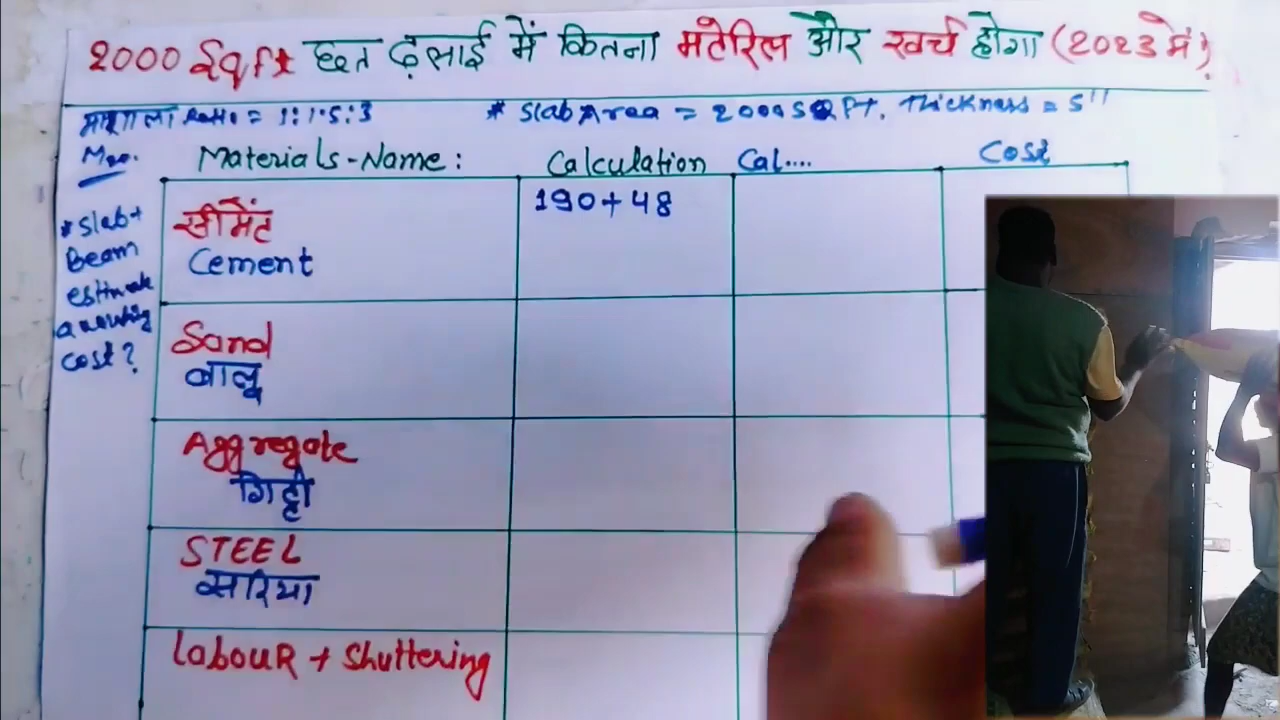 2000 Sqft छत ढ़लाई में कितना मटेरिल और खर्च होगा (2023 में)
मशाला Ratio = 1:1.5:3 * Slab Area = 2000 SQFT. Thickness = 5"
Materials-Name: Calculation Cal.... Cost
* Slab+
Beam
estimate
cost?
सीमेंट 190+48
Cement
Sand
बालू
Aggregate
गिट्टी
STEEL
सरिया
Labour + Shuttering